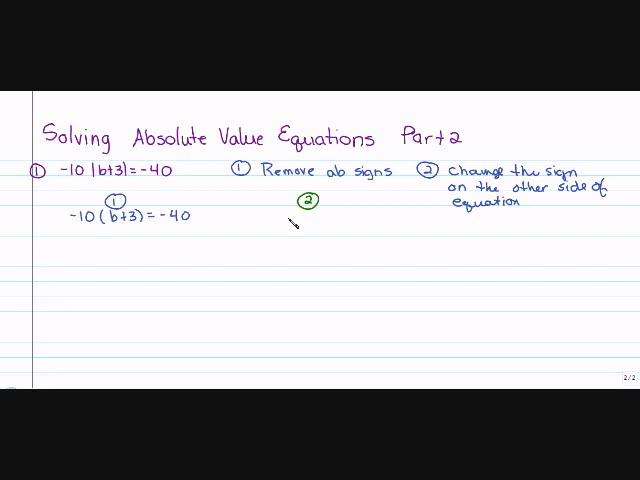 Solving Absolute Value Equations Part 2
① -10 |b+3| = -40 ① Remove ab signs ② Change the sign
on the other side of
equation
① ②
-10 (b+3) = -40
2/2